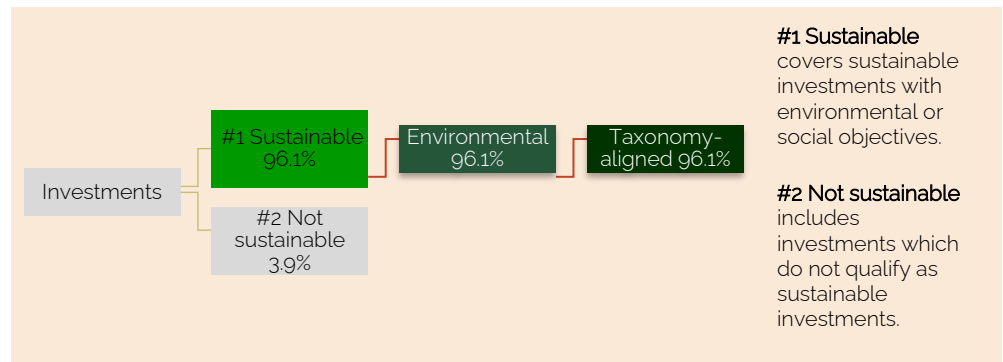 Investments
#1 Sustainable
96.1%
#2 Not
sustainable
3.9%
Environmental
96.1%
Taxonomy-
aligned 96.1%
#1 Sustainable
covers sustainable
investments with
environmental or
social objectives.
#2 Not sustainable
includes
investments which
do not qualify as
sustainable
investments.